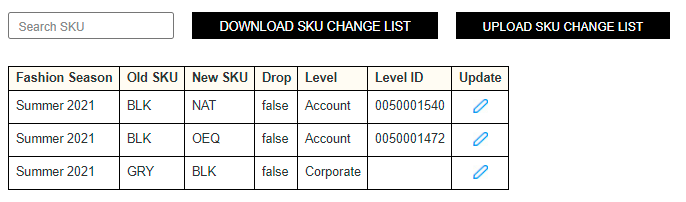 Search SKU DOWNLOAD SKU CHANGE LIST UPLOAD SKU CHANGE LIST
Fashion Season Old SKU New SKU Drop Level Level ID Update
Summer 2021 BLK NAT false Account 0050001540
Summer 2021 BLK OEQ false Account 0050001472
Summer 2021 GRY BLK false Corporate